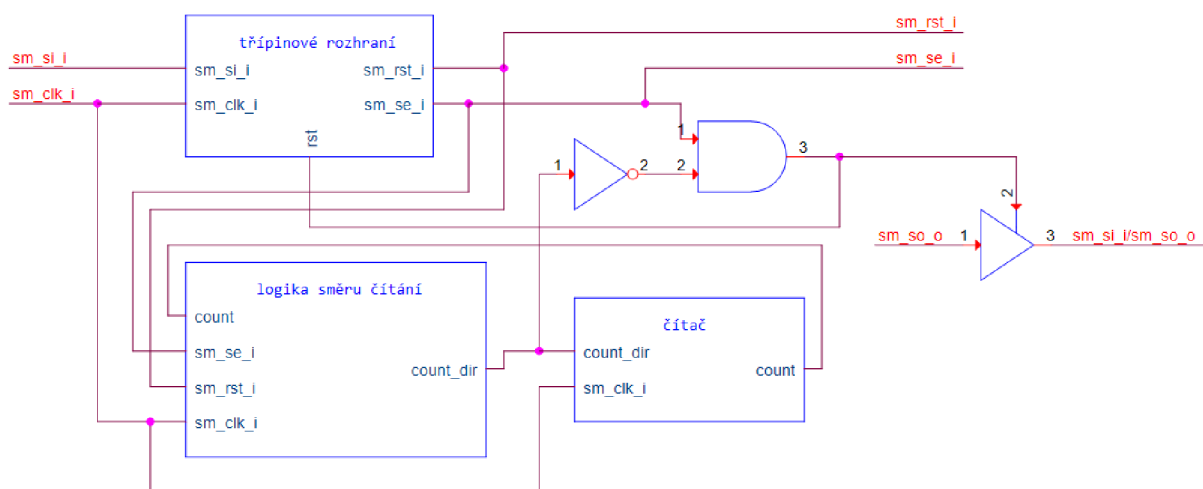 třípinové rozhraní
sm_rst_i
sm_si_i
sm_si_i
sm_rst_i
sm_se_i
sm_clk_i
sm_clk_i
sm_se_i
rst
1
2
3
1
2
2
sm_so_o
1
3
sm_si_i/sm_so_o
logika směru čítání
count
sm_se_i
sm_rst_i
sm_clk_i
count_dir
čítač
count_dir
sm_clk_i
count